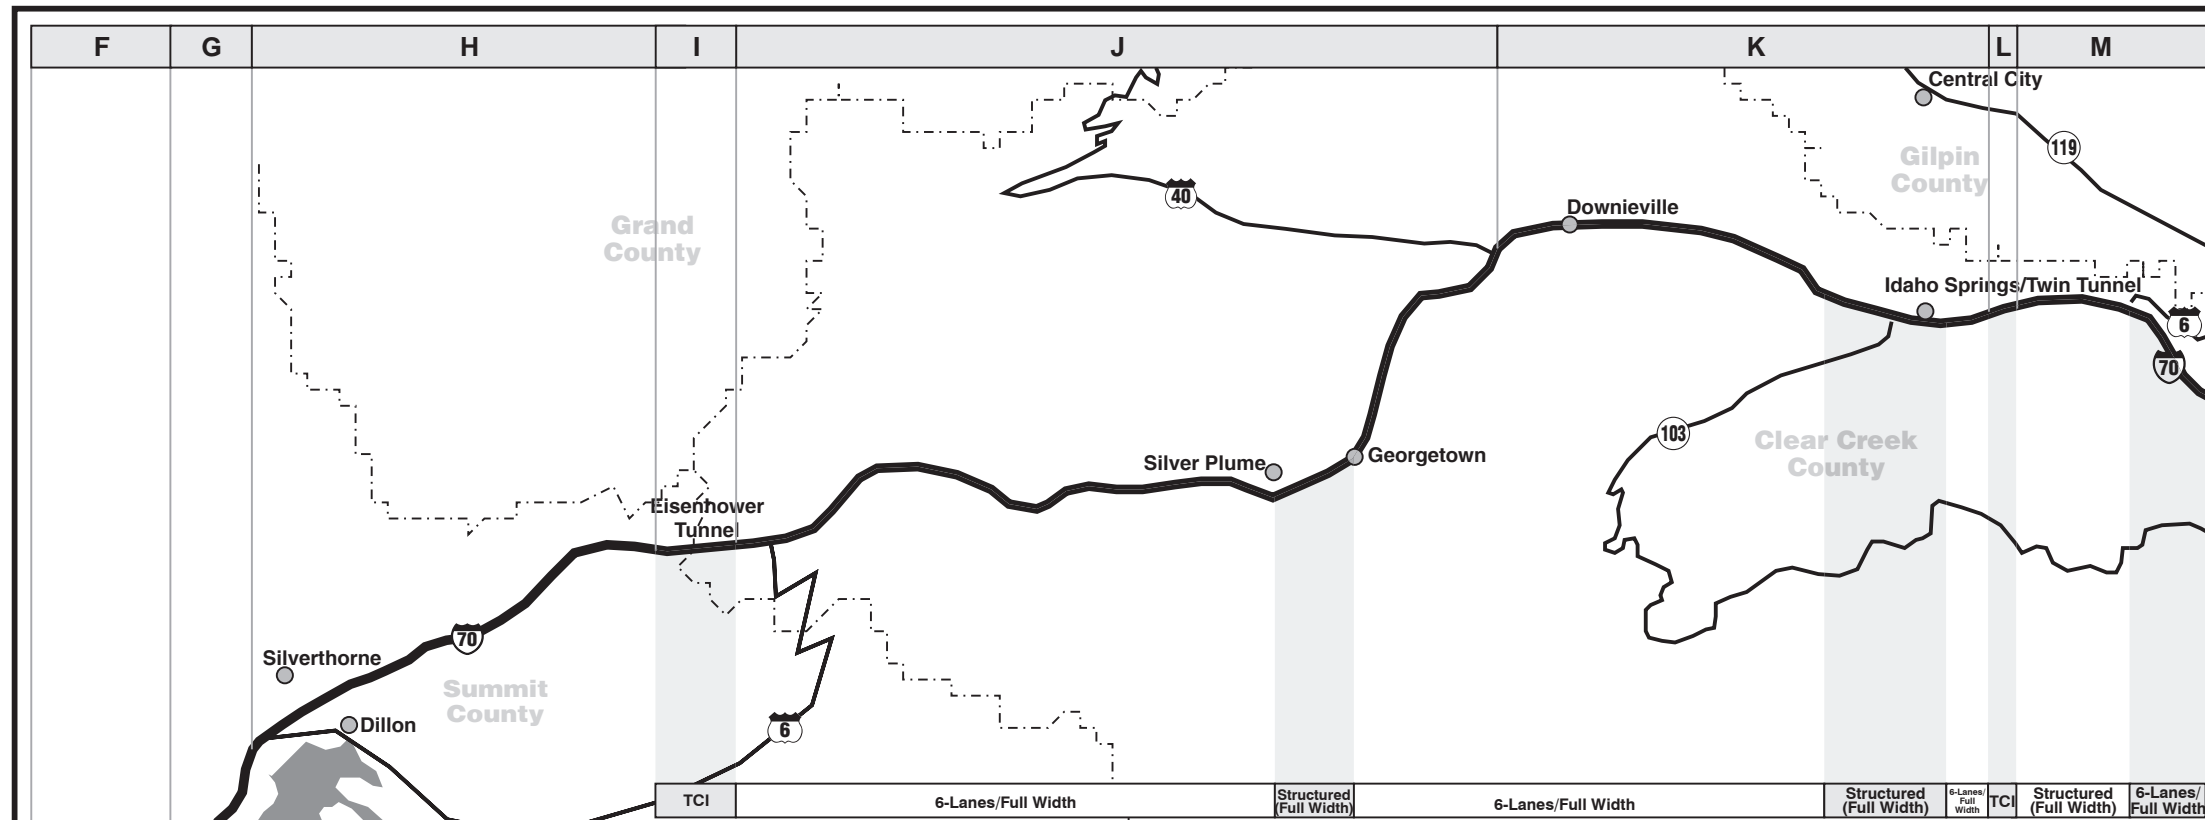 F G H I J K L M
Central City
119
Gilpin
County
40
Downieville
Grand
County
Idaho Springs/Twin Tunnel
6
70
103
Clear Creek
County
Silver Plume
Georgetown
Eisenhower
Tunnel
70
Silverthorne
Summit
County
Dillon
6
TCI
6-Lanes/Full Width
Structured
(Full Width)
6-Lanes/Full Width
Structured
(Full Width)
6-Lanes/
Full
Width
TCI
Structured
(Full Width)
6-Lanes/
Full Width